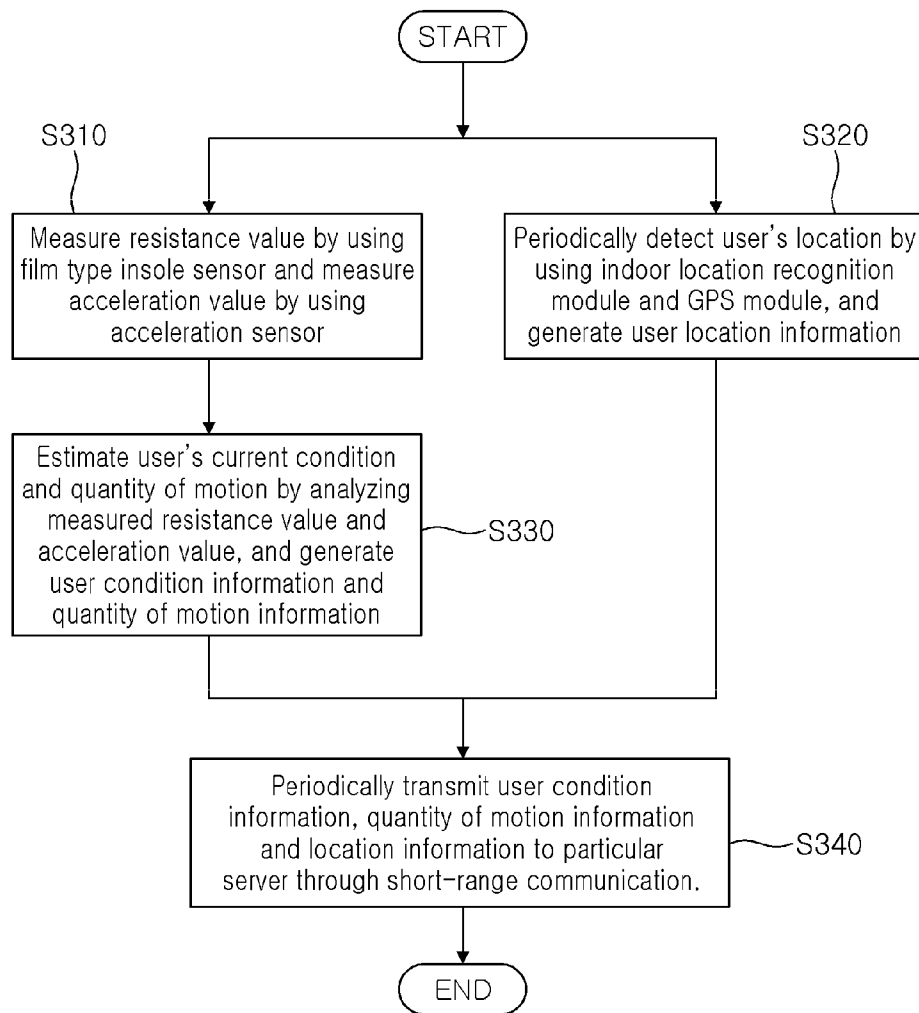 START
S310
S320
Measure resistance value by using
film type insole sensor and measure
acceleration value by using
acceleration sensor
Periodically detect user's location by
using indoor location recognition
module and GPS module, and
generate user location information
Estimate user's current condition
and quantity of motion by analyzing
measured resistance value and
acceleration value, and generate
user condition information and
quantity of motion information
S330
Periodically transmit user condition
information, quantity of motion information
and location information to particular
server through short-range communication.
S340
END